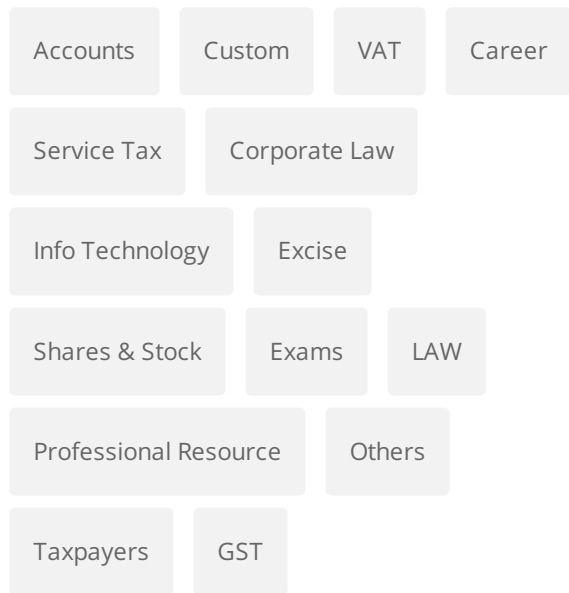 Accounts Custom VAT Career
Service Tax Corporate Law
Info Technology Excise
Shares & Stock Exams LAW
Professional Resource Others
Taxpayers GST